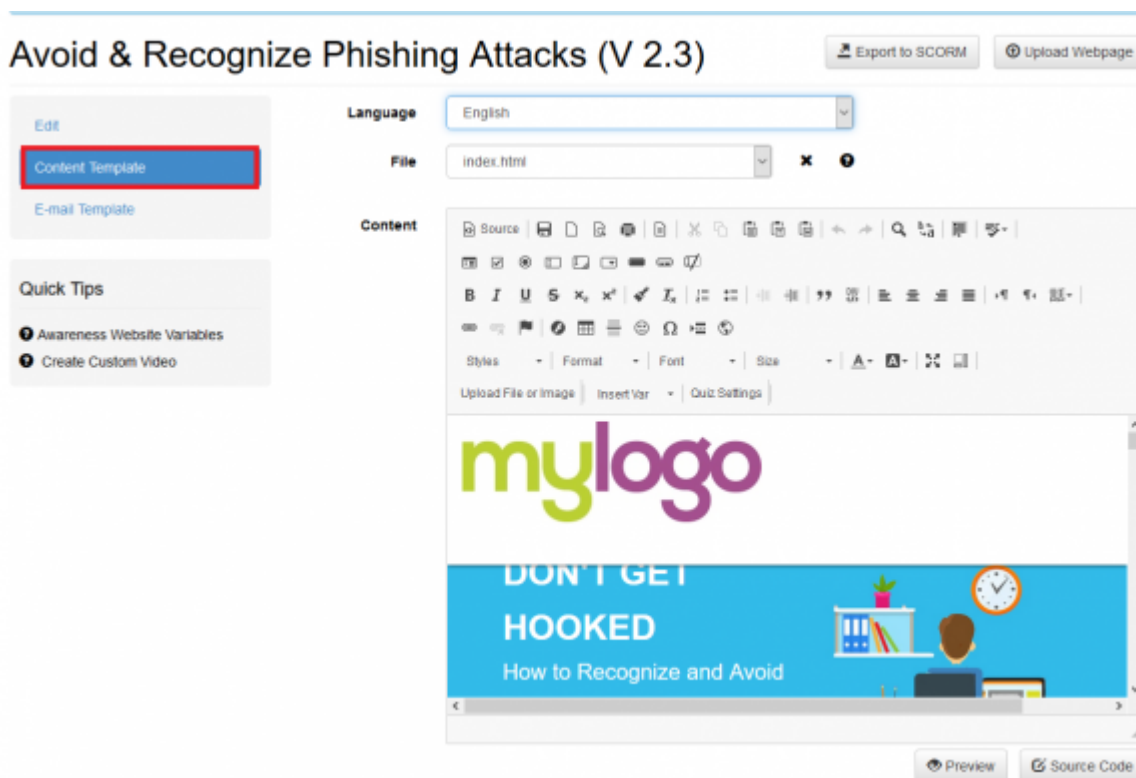 Avoid & Recognize Phishing Attacks (V 2.3)
Export to SCORM
Upload Webpage
Edit
Content Template
E-mail Template
Quick Tips
Awareness Website Variables
Create Custom Video
Language
English
File
index.html
Content
Source
B I U S x x² I
Styles
Format
Font
Size
A
A
Upload File or Image
Insert Var
Quiz Settings
mylogo
DON'T GET
HOOKED
How to Recognize and Avoid
Preview
Source Code